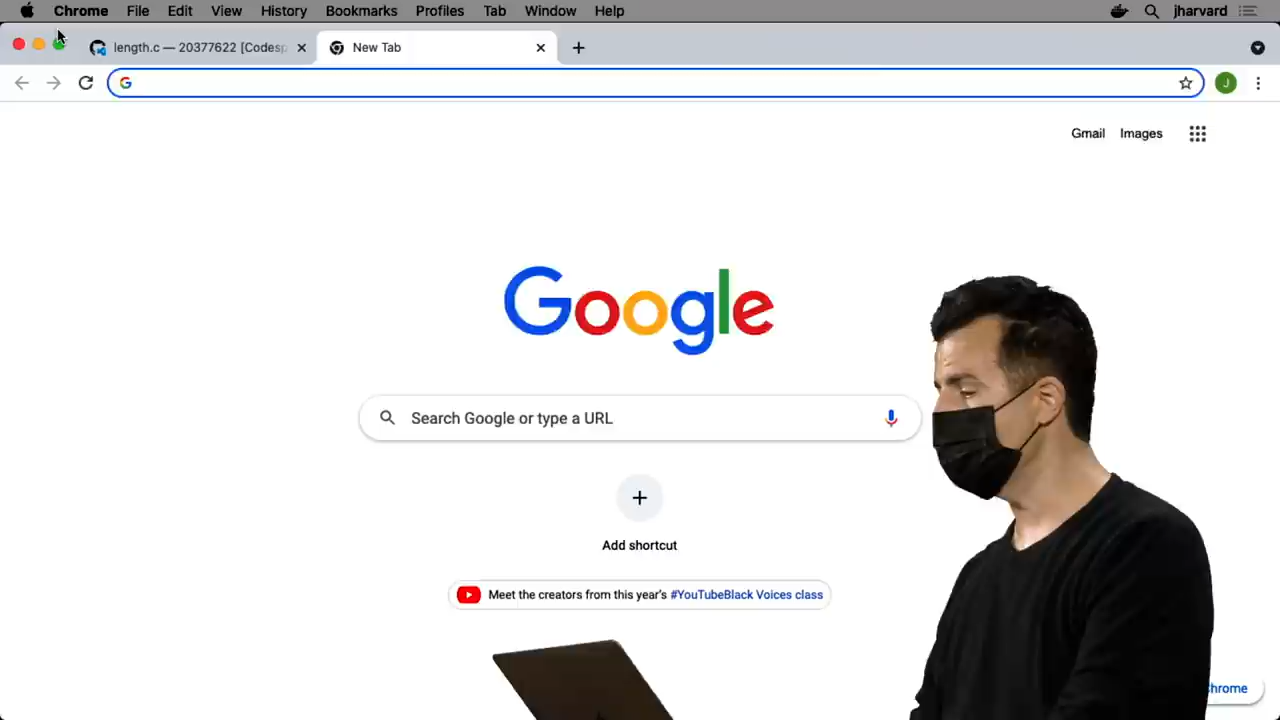 Chrome File Edit View History Bookmarks Profiles Tab Window Help jharvard
length.c — 20377622 [Codesp
New Tab
J
Gmail Images
Google
Search Google or type a URL
Add shortcut
Meet the creators from this year's #YouTubeBlack Voices class
Chrome